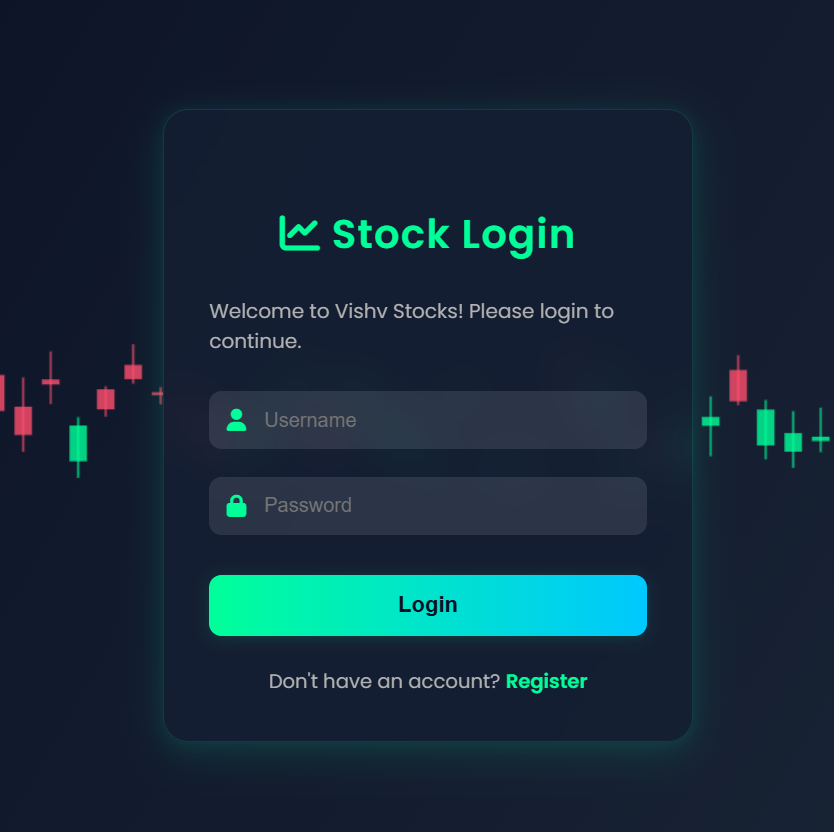 Stock Login
Welcome to Vishv Stocks! Please login to
continue.
Username
Password
Login
Don't have an account? Register